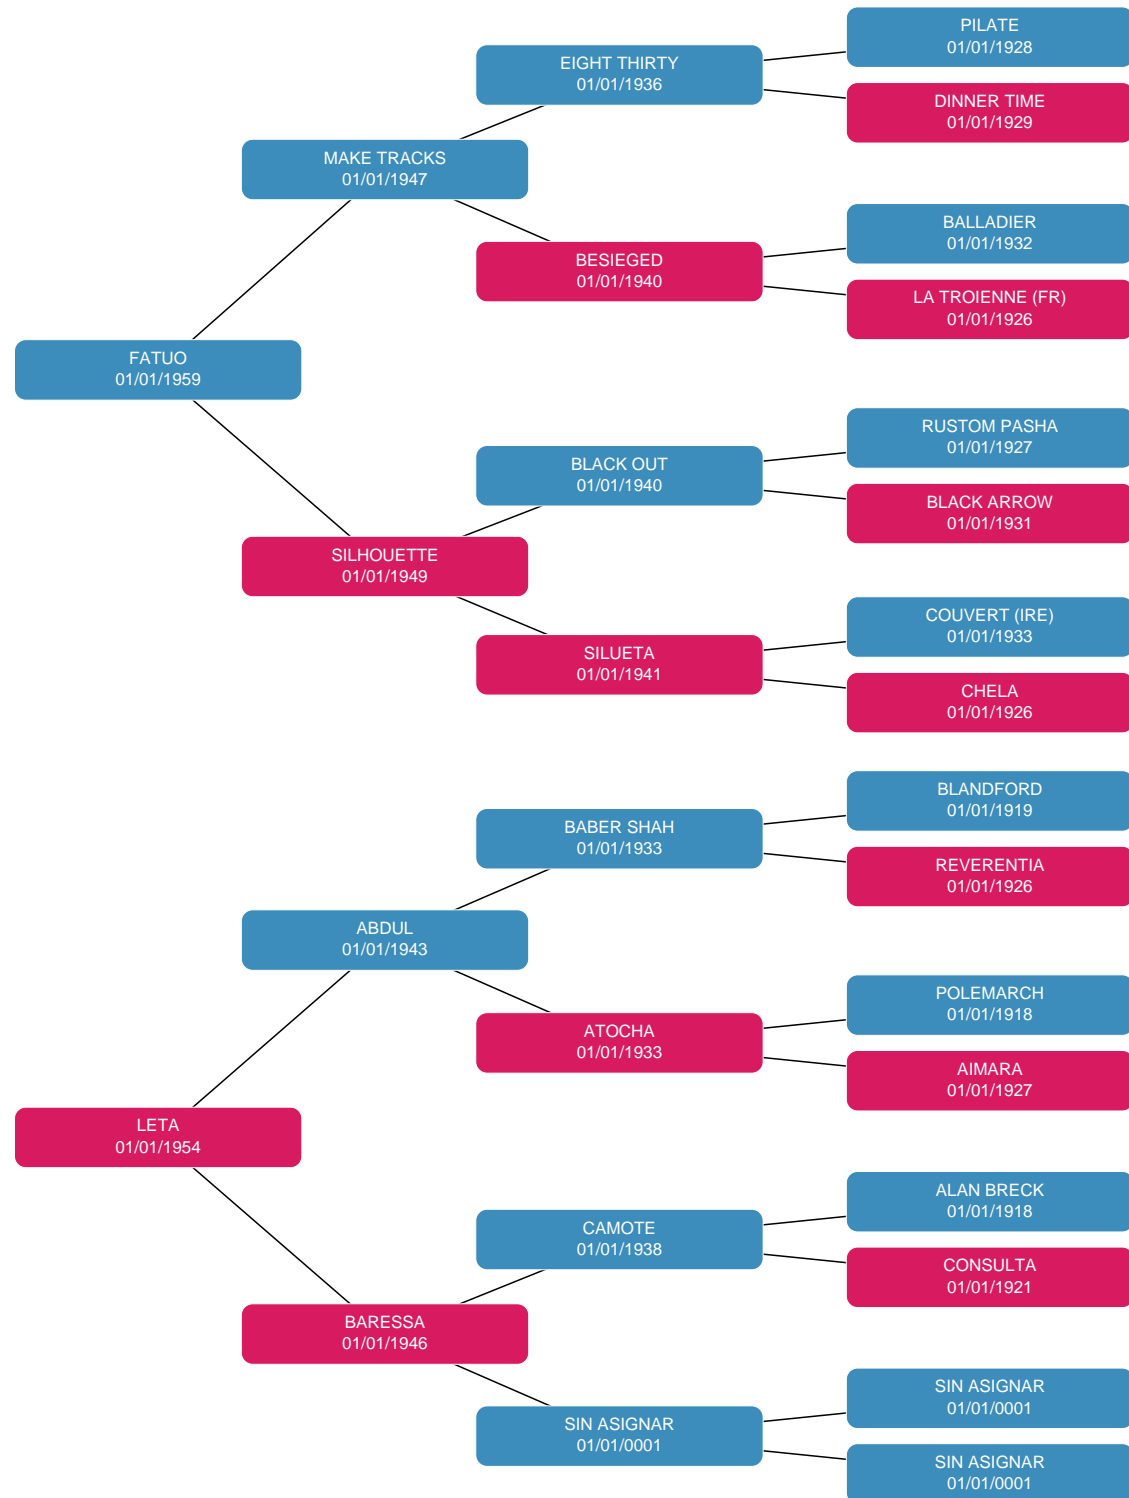 PILATE
01/01/1928
EIGHT THIRTY
01/01/1936
DINNER TIME
01/01/1929
MAKE TRACKS
01/01/1947
BALLADIER
01/01/1932
BESIEGED
01/01/1940
LA TROIENNE (FR)
01/01/1926
FATUO
01/01/1959
RUSTOM PASHA
01/01/1927
BLACK OUT
01/01/1940
BLACK ARROW
01/01/1931
SILHOUETTE
01/01/1949
COUVERT (IRE)
01/01/1933
SILUETA
01/01/1941
CHELA
01/01/1926
BLANDFORD
01/01/1919
BABER SHAH
01/01/1933
REVERENTIA
01/01/1926
ABDUL
01/01/1943
POLEMARCH
01/01/1918
ATOCHA
01/01/1933
AIMARA
01/01/1927
LETA
01/01/1954
ALAN BRECK
01/01/1918
CAMOTE
01/01/1938
CONSULTA
01/01/1921
BARESSA
01/01/1946
SIN ASIGNAR
01/01/0001
SIN ASIGNAR
01/01/0001
SIN ASIGNAR
01/01/0001